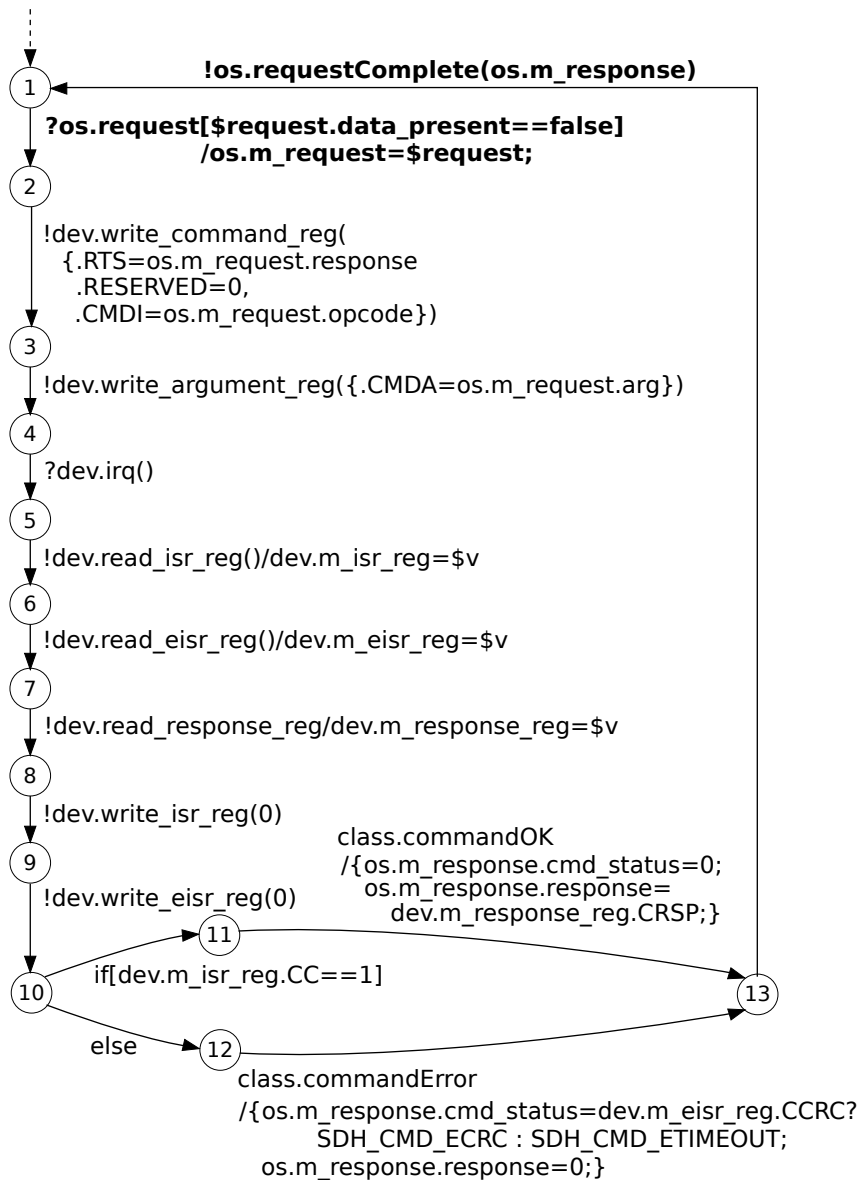 !os.requestComplete(os.m_response)
1
?os.request[$request.data_present==false]
/os.m_request=$request;
2
!dev.write_command_reg(
{.RTS=os.m_request.response
.RESERVED=0,
.CMDI=os.m_request.opcode})
3
!dev.write_argument_reg({.CMDA=os.m_request.arg})
4
?dev.irq()
5
!dev.read_isr_reg()/dev.m_isr_reg=$v
6
!dev.read_eisr_reg()/dev.m_eisr_reg=$v
7
!dev.read_response_reg/dev.m_response_reg=$v
8
!dev.write_isr_reg(0)
9
!dev.write_eisr_reg(0)
class.commandOK
/{os.m_response.cmd_status=0;
os.m_response.response=
dev.m_response_reg.CRSP;}
11
if[dev.m_isr_reg.CC==1]
10
13
else
12
class.commandError
/{os.m_response.cmd_status=dev.m_eisr_reg.CCRC?
SDH_CMD_ECRC : SDH_CMD_ETIMEOUT;
os.m_response.response=0;}